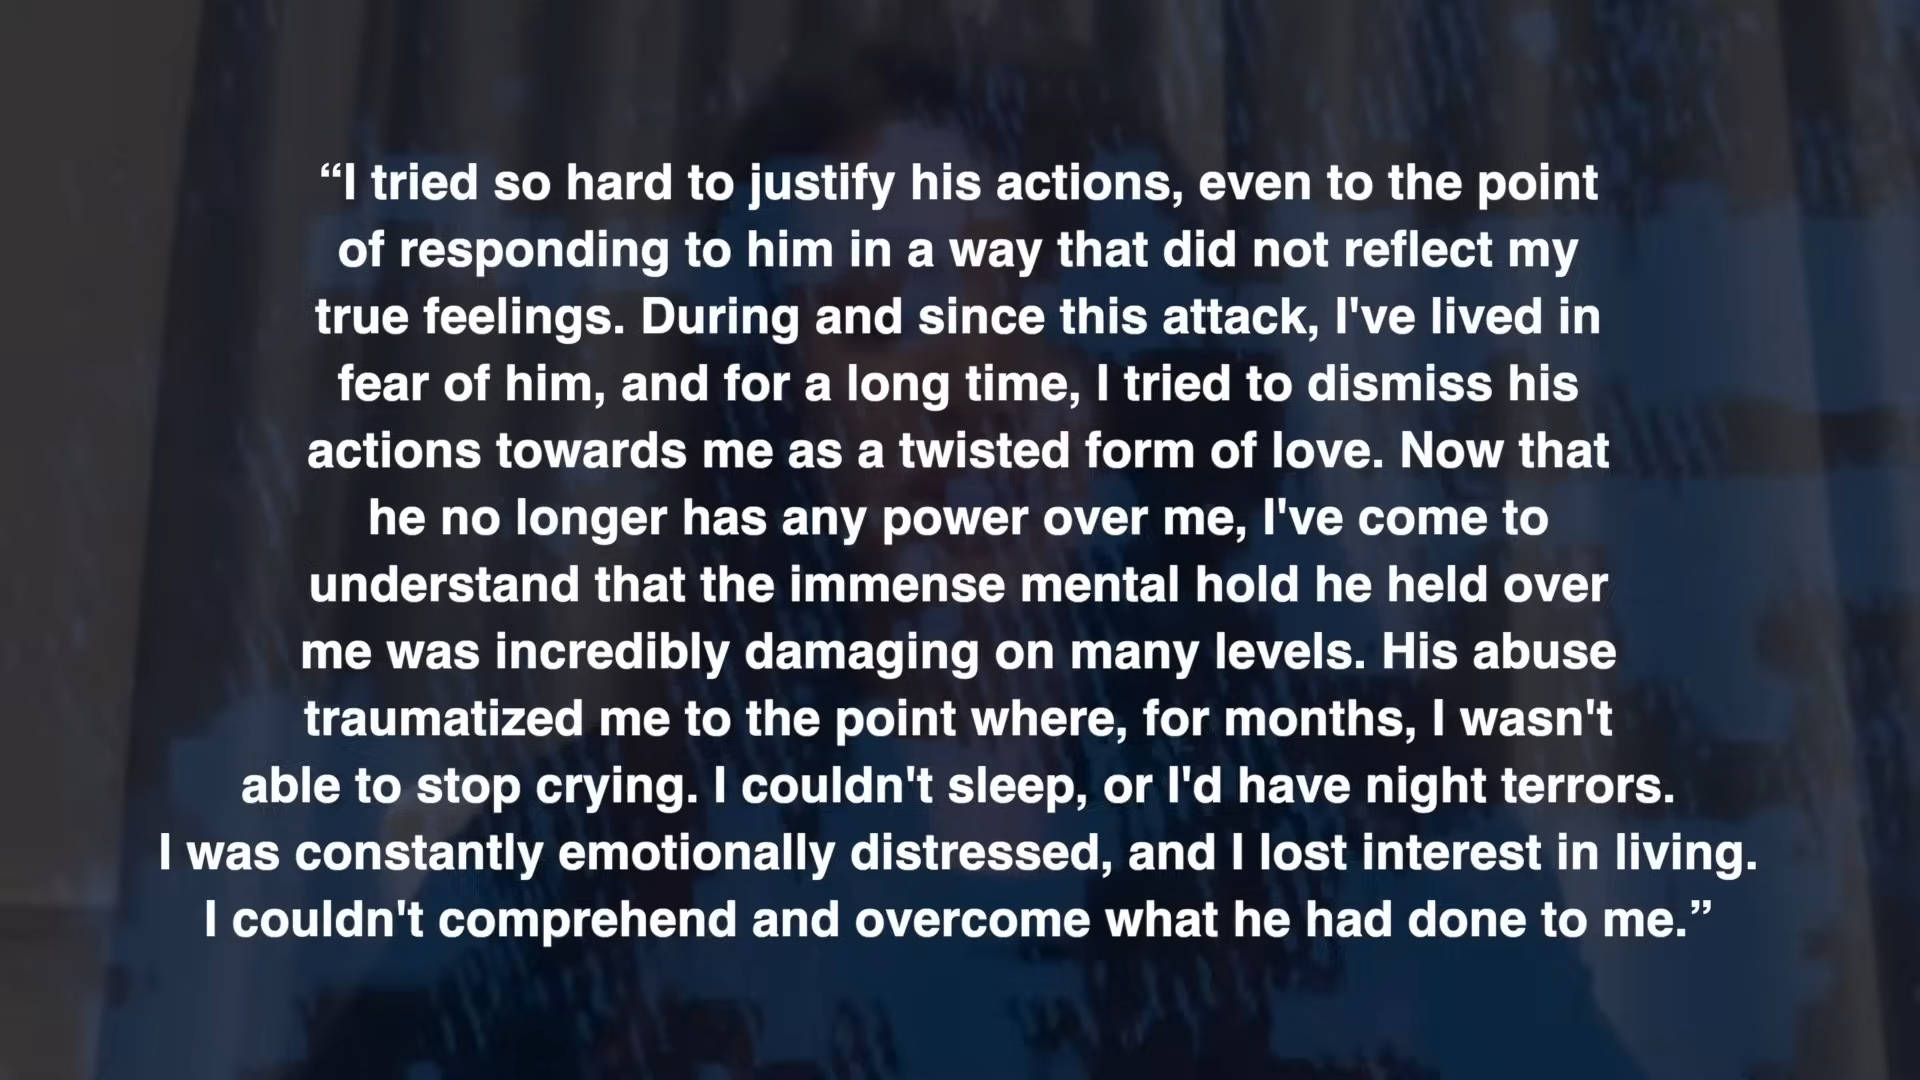 “I tried so hard to justify his actions, even to the point
of responding to him in a way that did not reflect my
true feelings. During and since this attack, I've lived in
fear of him, and for a long time, I tried to dismiss his
actions towards me as a twisted form of love. Now that
he no longer has any power over me, I've come to
understand that the immense mental hold he held over
me was incredibly damaging on many levels. His abuse
traumatized me to the point where, for months, I wasn't
able to stop crying. I couldn't sleep, or I'd have night terrors.
I was constantly emotionally distressed, and I lost interest in living.
I couldn't comprehend and overcome what he had done to me.”